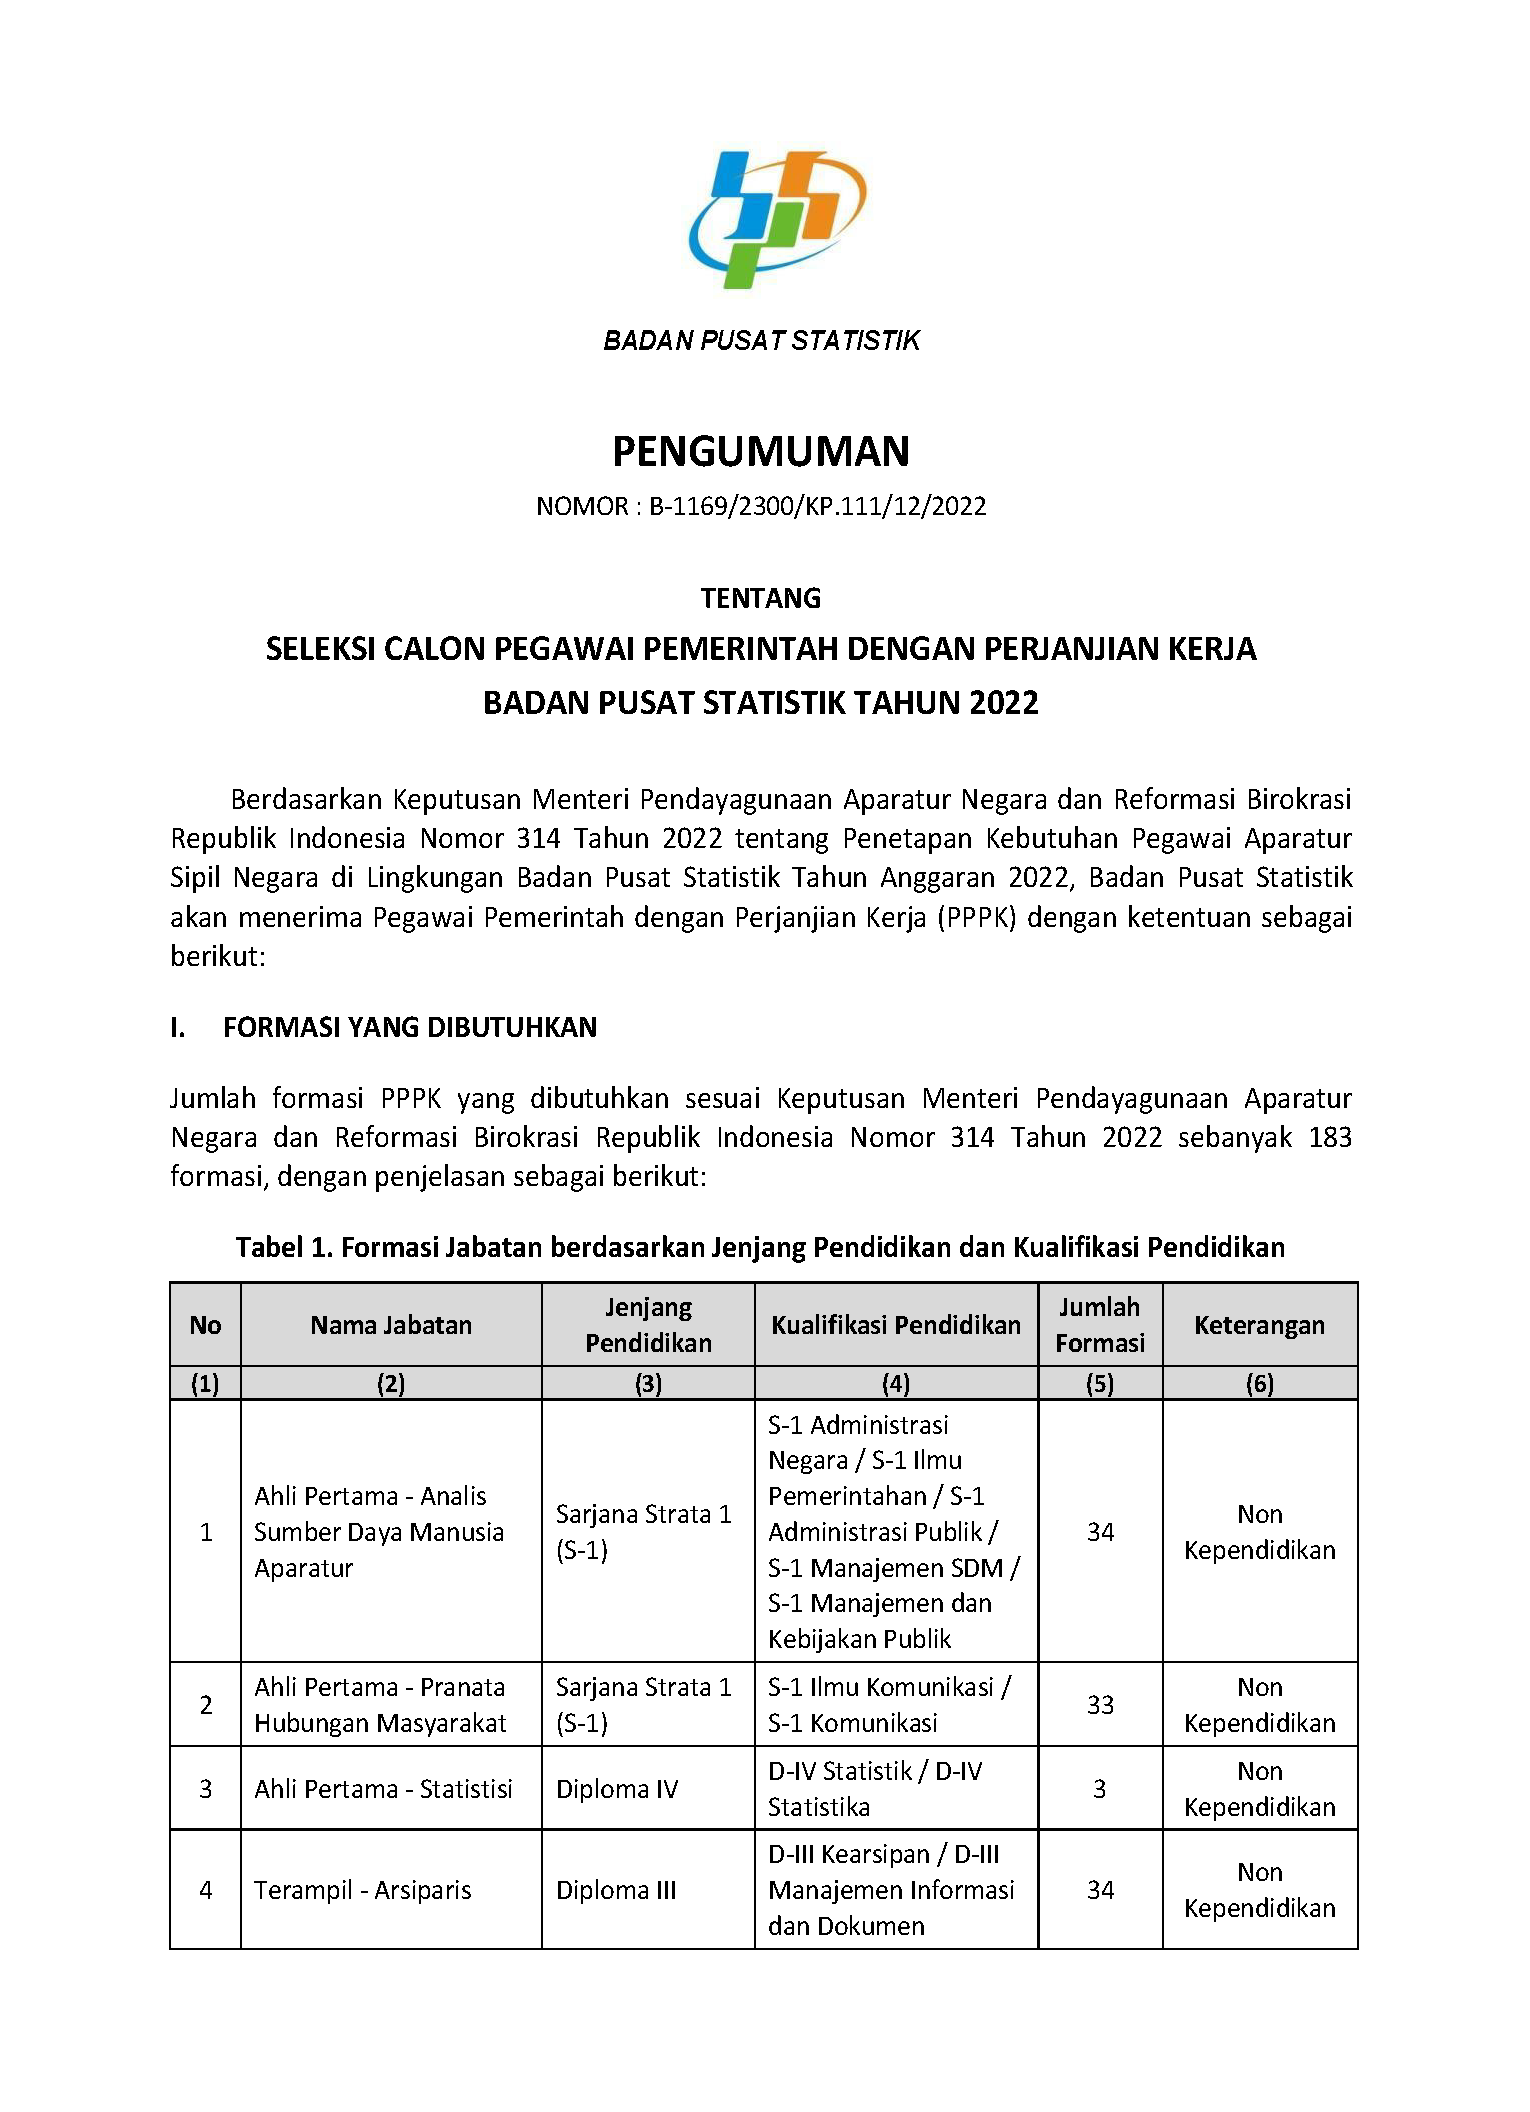 BADAN PUSAT STATISTIK
PENGUMUMAN
NOMOR : B-1169/2300/KP.111/12/2022
TENTANG
SELEKSI CALON PEGAWAI PEMERINTAH DENGAN PERJANJIAN KERJA
BADAN PUSAT STATISTIK TAHUN 2022
Berdasarkan Keputusan Menteri Pendayagunaan Aparatur Negara dan Reformasi Birokrasi
Republik Indonesia Nomor 314 Tahun 2022 tentang Penetapan Kebutuhan Pegawai Aparatur
Sipil Negara di Lingkungan Badan Pusat Statistik Tahun Anggaran 2022, Badan Pusat Statistik
akan menerima Pegawai Pemerintah dengan Perjanjian Kerja (PPPK) dengan ketentuan sebagai
berikut:
I. FORMASI YANG DIBUTUHKAN
Jumlah formasi PPPK yang dibutuhkan sesuai Keputusan Menteri Pendayagunaan Aparatur
Negara dan Reformasi Birokrasi Republik Indonesia Nomor 314 Tahun 2022 sebanyak 183
formasi, dengan penjelasan sebagai berikut:
Tabel 1. Formasi Jabatan berdasarkan Jenjang Pendidikan dan Kualifikasi Pendidikan
No
Nama Jabatan
Jenjang
Pendidikan
Kualifikasi Pendidikan
Jumlah
Formasi
Keterangan
(1) (2) (3) (4) (5) (6)
1
Ahli Pertama - Analis
Sumber Daya Manusia
Aparatur
Sarjana Strata 1
(S-1)
S-1 Administrasi
Negara / S-1 Ilmu
Pemerintahan / S-1
Administrasi Publik /
S-1 Manajemen SDM /
S-1 Manajemen dan
Kebijakan Publik
34
Non
Kependidikan
2
Ahli Pertama - Pranata
Hubungan Masyarakat
Sarjana Strata 1
(S-1)
S-1 Ilmu Komunikasi /
S-1 Komunikasi
33
Non
Kependidikan
3
Ahli Pertama - Statistisi
Diploma IV
D-IV Statistik / D-IV
Statistika
3
Non
Kependidikan
4
Terampil - Arsiparis
Diploma III
D-III Kearsipan / D-III
Manajemen Informasi
dan Dokumen
34
Non
Kependidikan